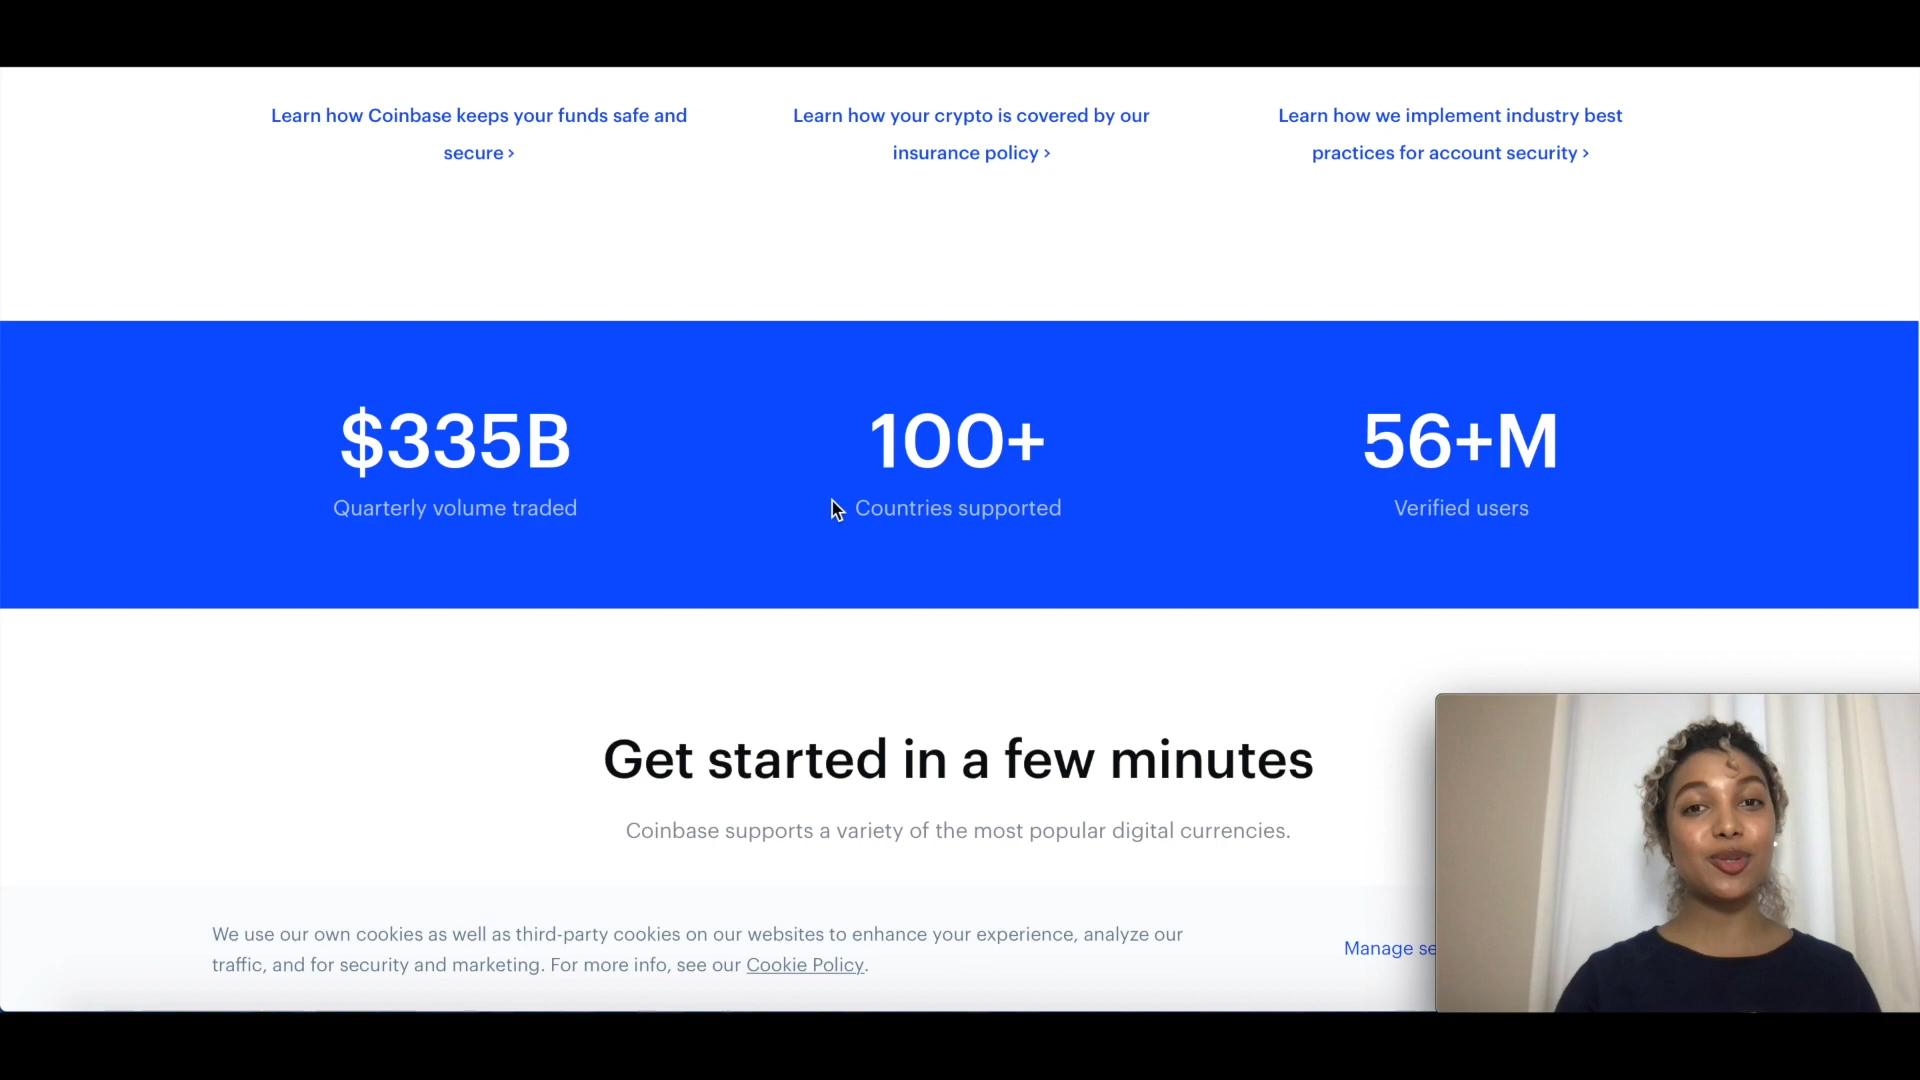 Learn how Coinbase keeps your funds safe and
secure ›
Learn how your crypto is covered by our
insurance policy ›
Learn how we implement industry best
practices for account security ›
$335B
Quarterly volume traded
100+
Countries supported
56+M
Verified users
Get started in a few minutes
Coinbase supports a variety of the most popular digital currencies.
We use our own cookies as well as third-party cookies on our websites to enhance your experience, analyze our
traffic, and for security and marketing. For more info, see our Cookie Policy.
Manage se